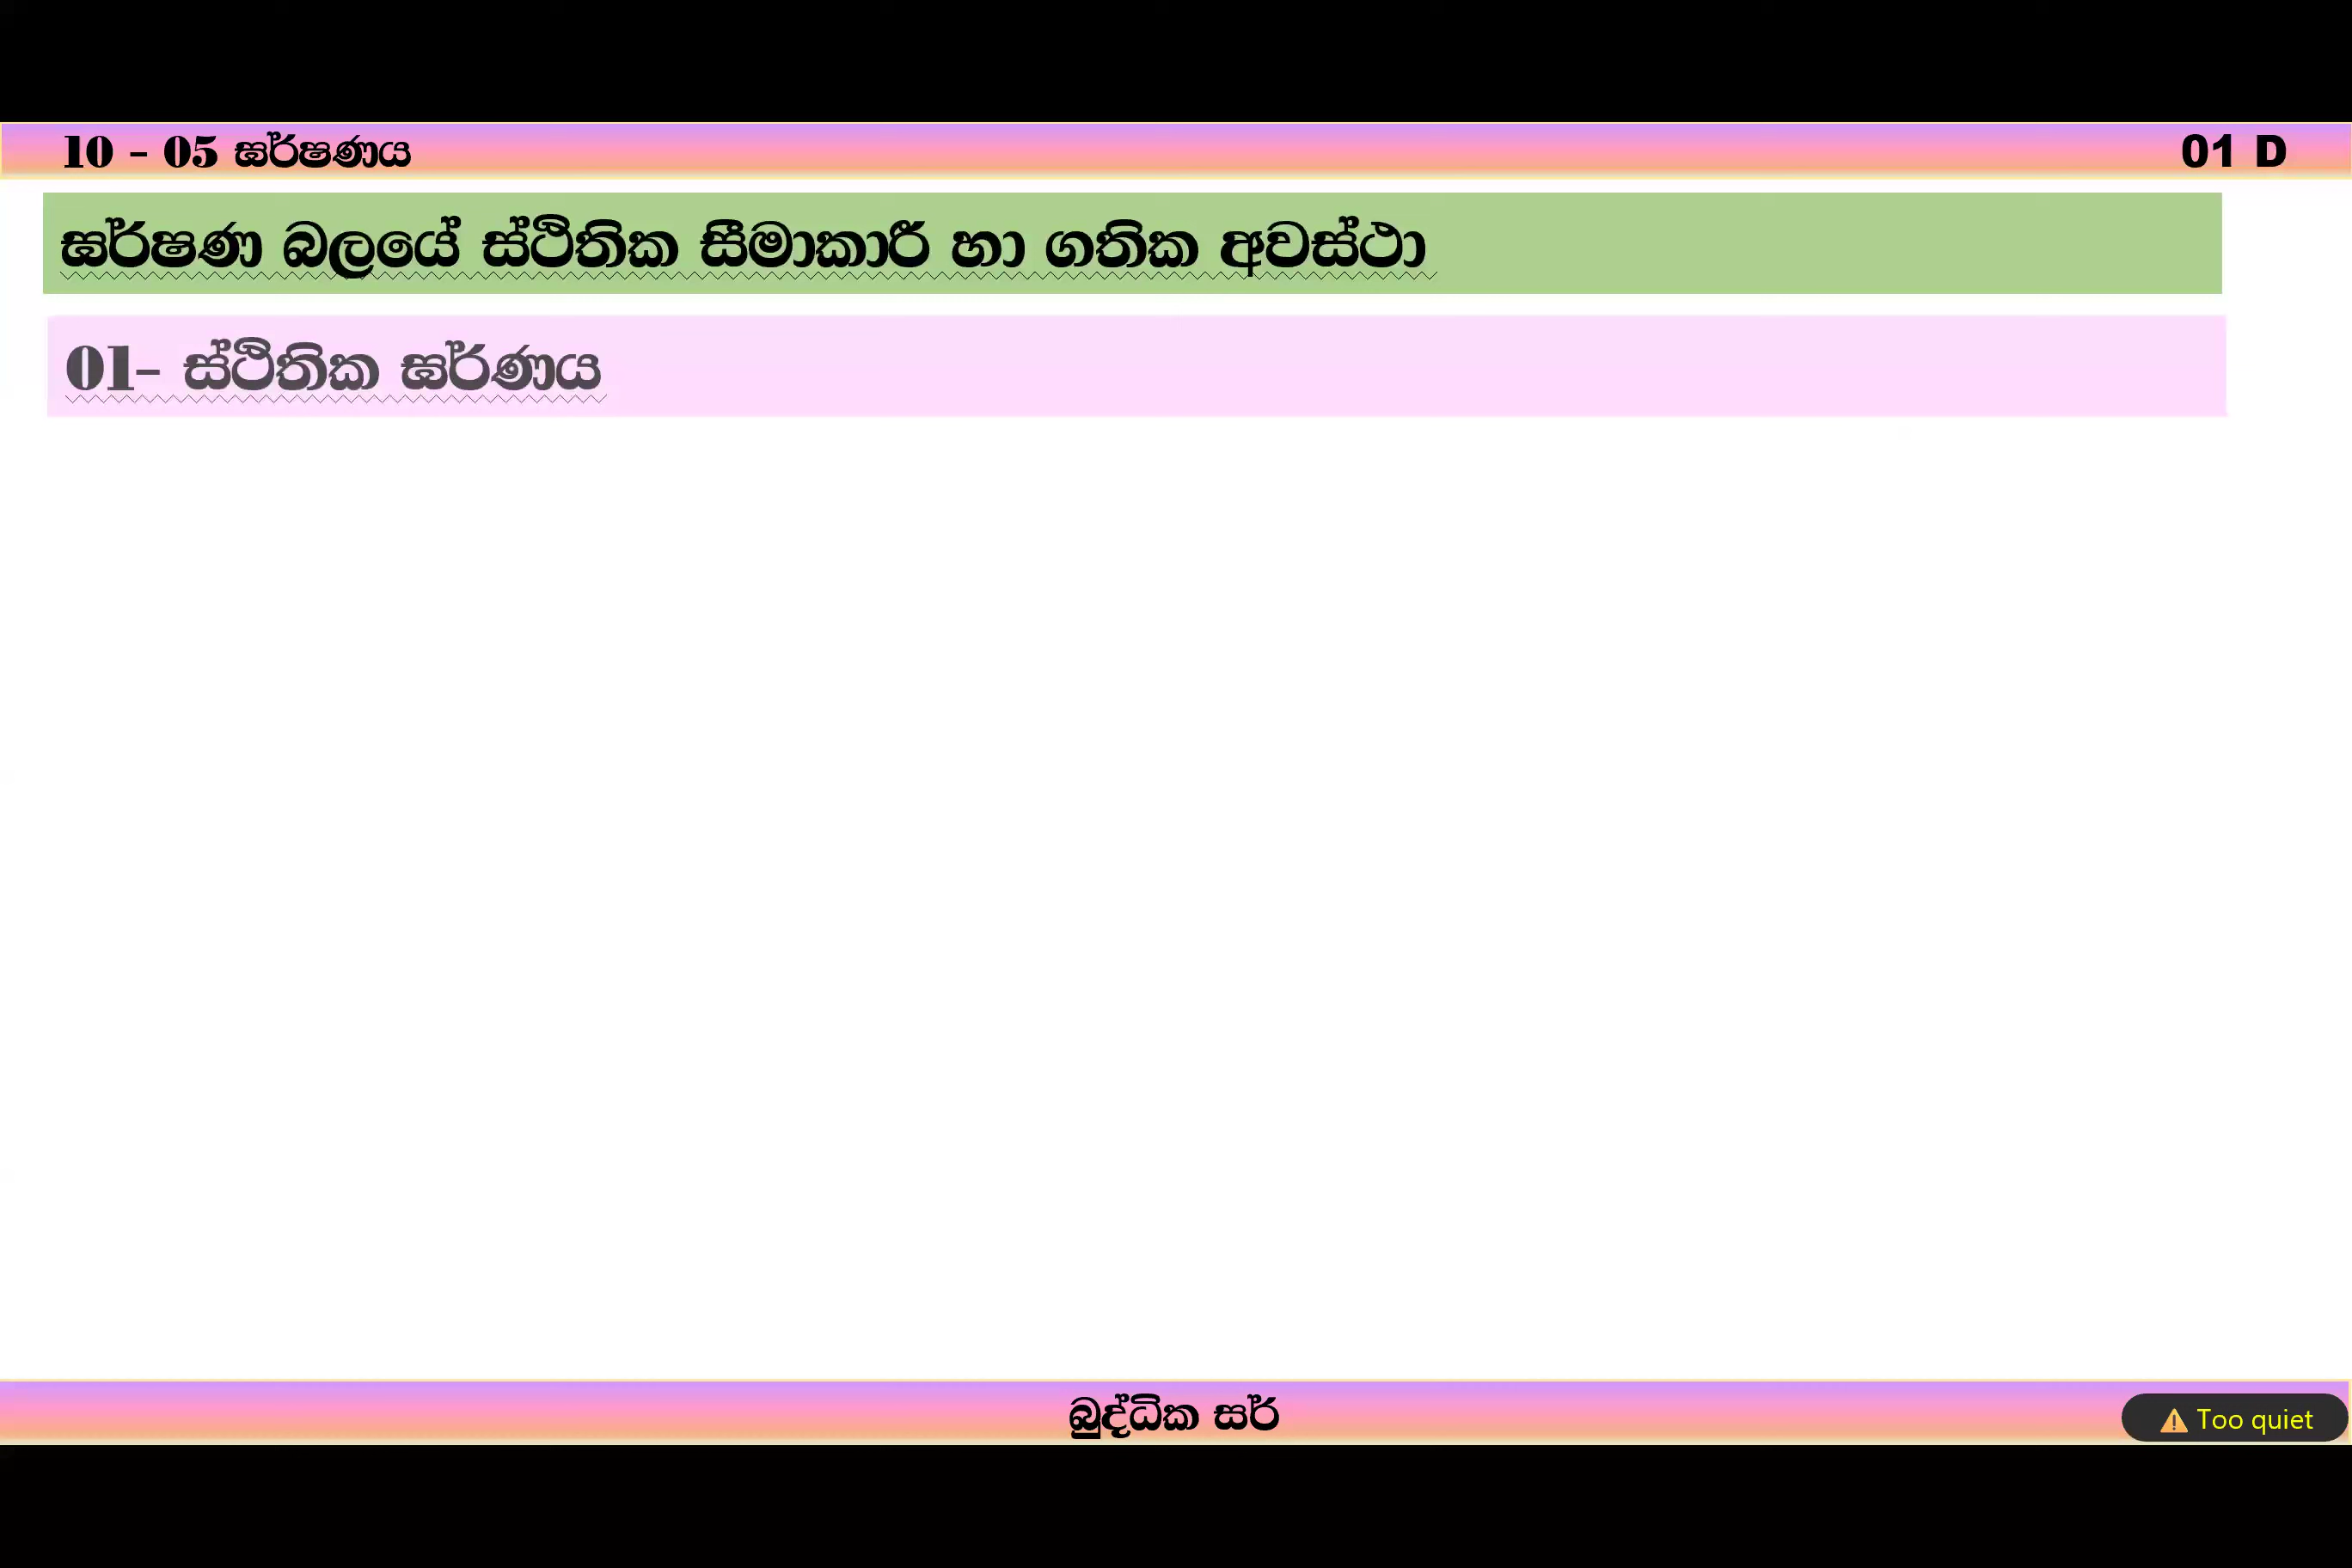 10 - 05 ඝර්ෂණය
01 D
ඝර්ෂණ බලයේ ස්ථිතික සීමාකාරී හා ගතික අවස්ථා
01- ස්ථිතික ඝර්ණය
බුද්ධික සර්
Too quiet